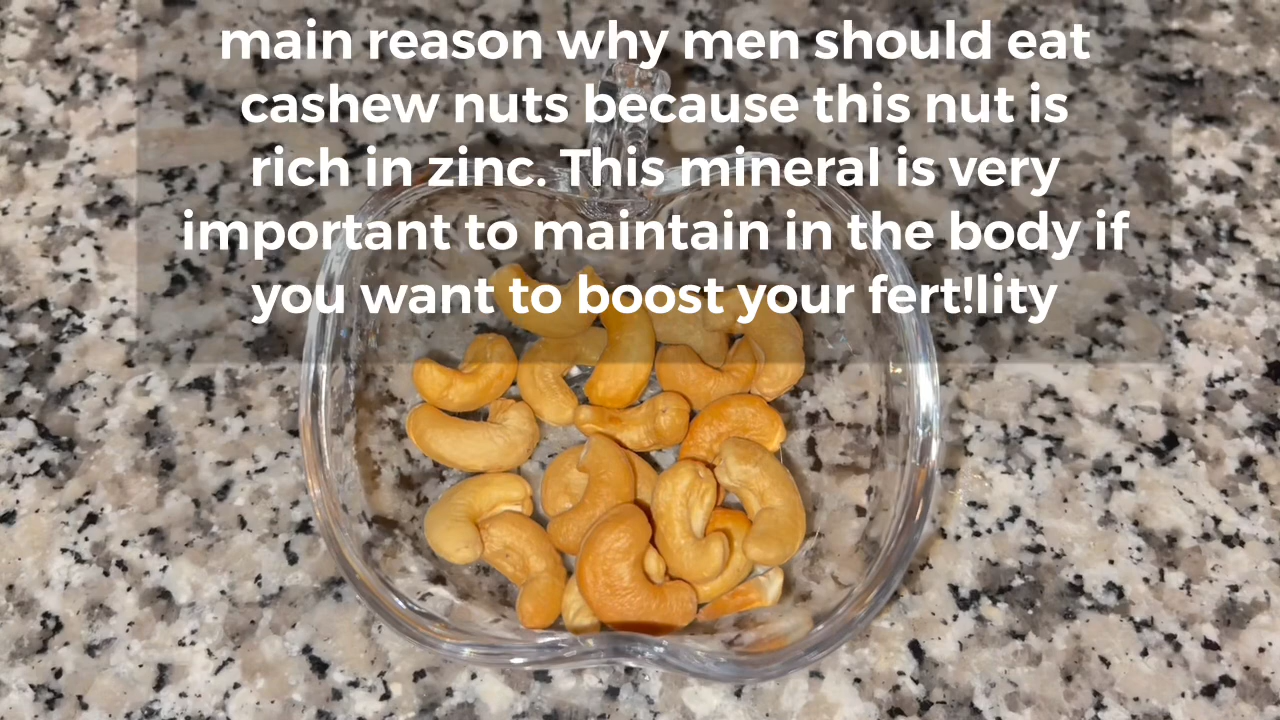 main reason why men should eat
cashew nuts because this nut is
rich in zinc. This mineral is very
important to maintain in the body if
you want to boost your fert!lity